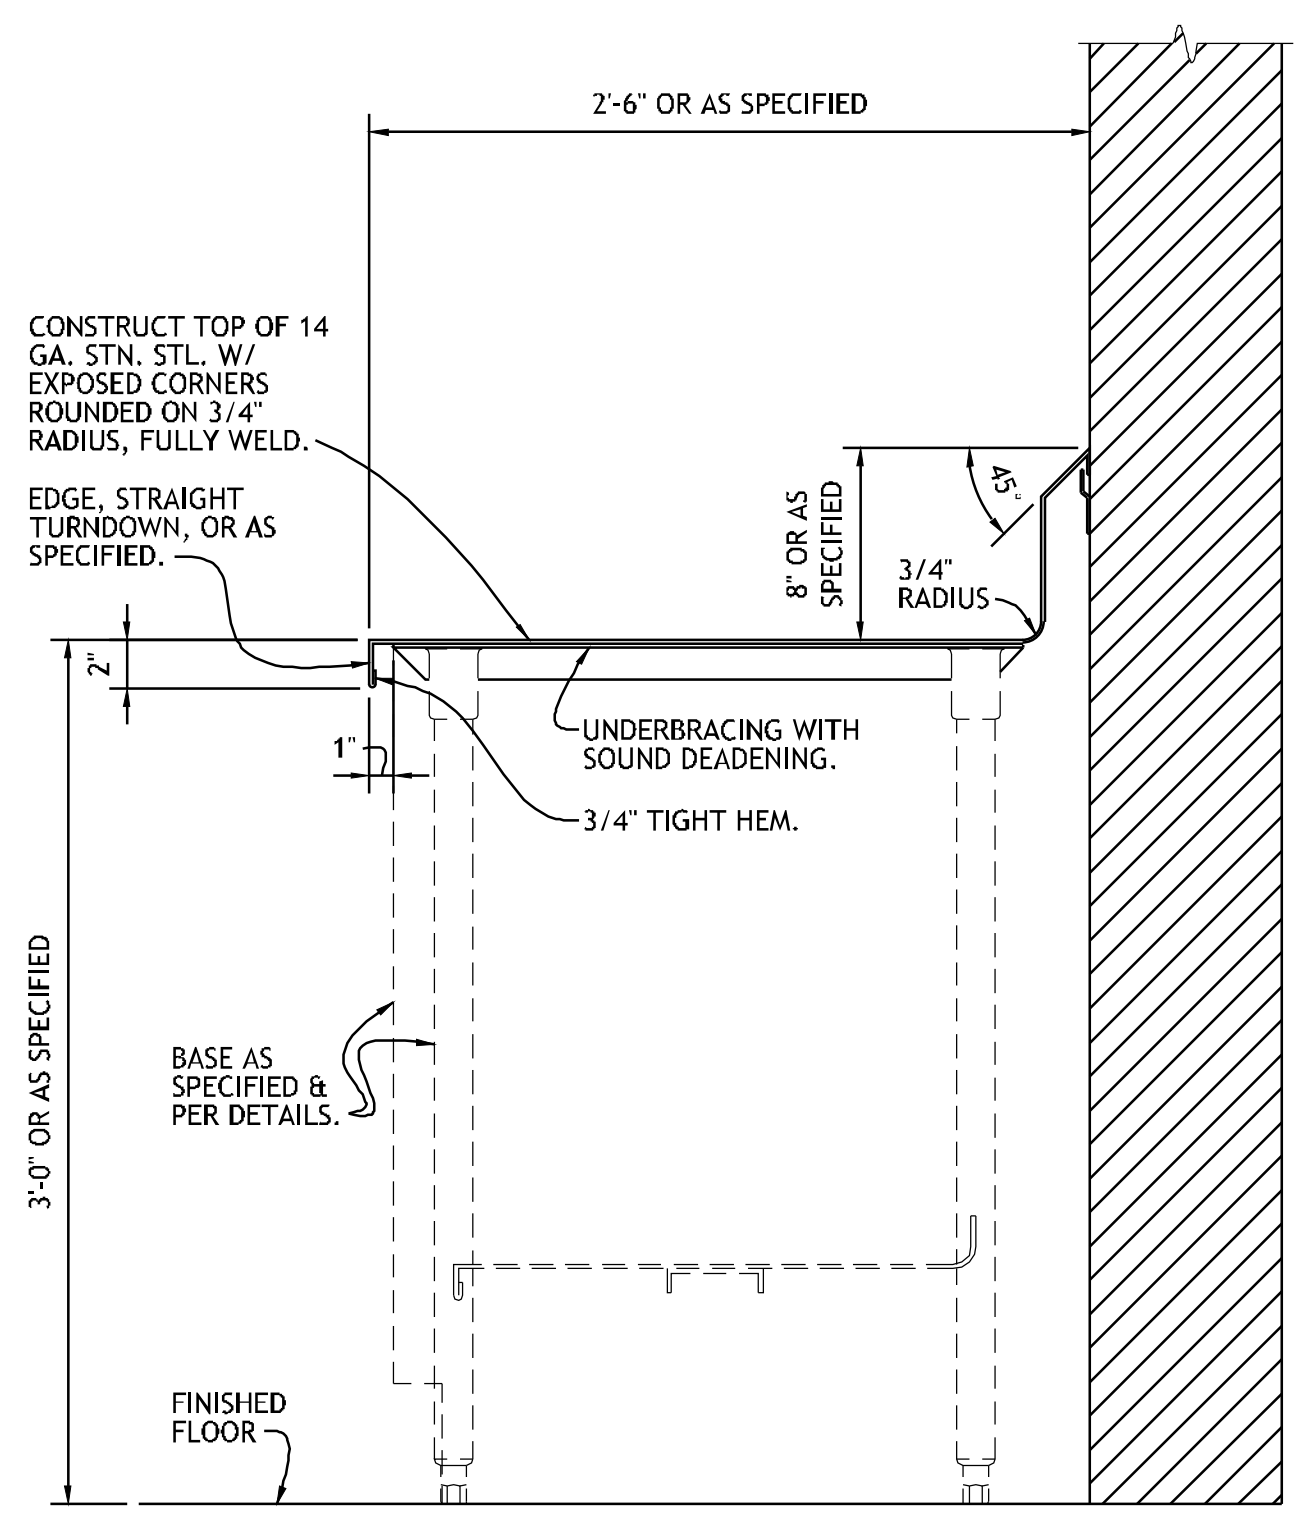 2'-6" OR AS SPECIFIED
CONSTRUCT TOP OF 14
GA. STN. STL. W/
EXPOSED CORNERS
ROUNDED ON 3/4"
RADIUS, FULLY WELD.
EDGE, STRAIGHT
TURNDOWN, OR AS
SPECIFIED.
8" OR AS
SPECIFIED
45°
3/4"
RADIUS
2"
1"
UNDERBRACING WITH
SOUND DEADENING.
3/4" TIGHT HEM.
3'-0" OR AS SPECIFIED
BASE AS
SPECIFIED &
PER DETAILS.
FINISHED
FLOOR